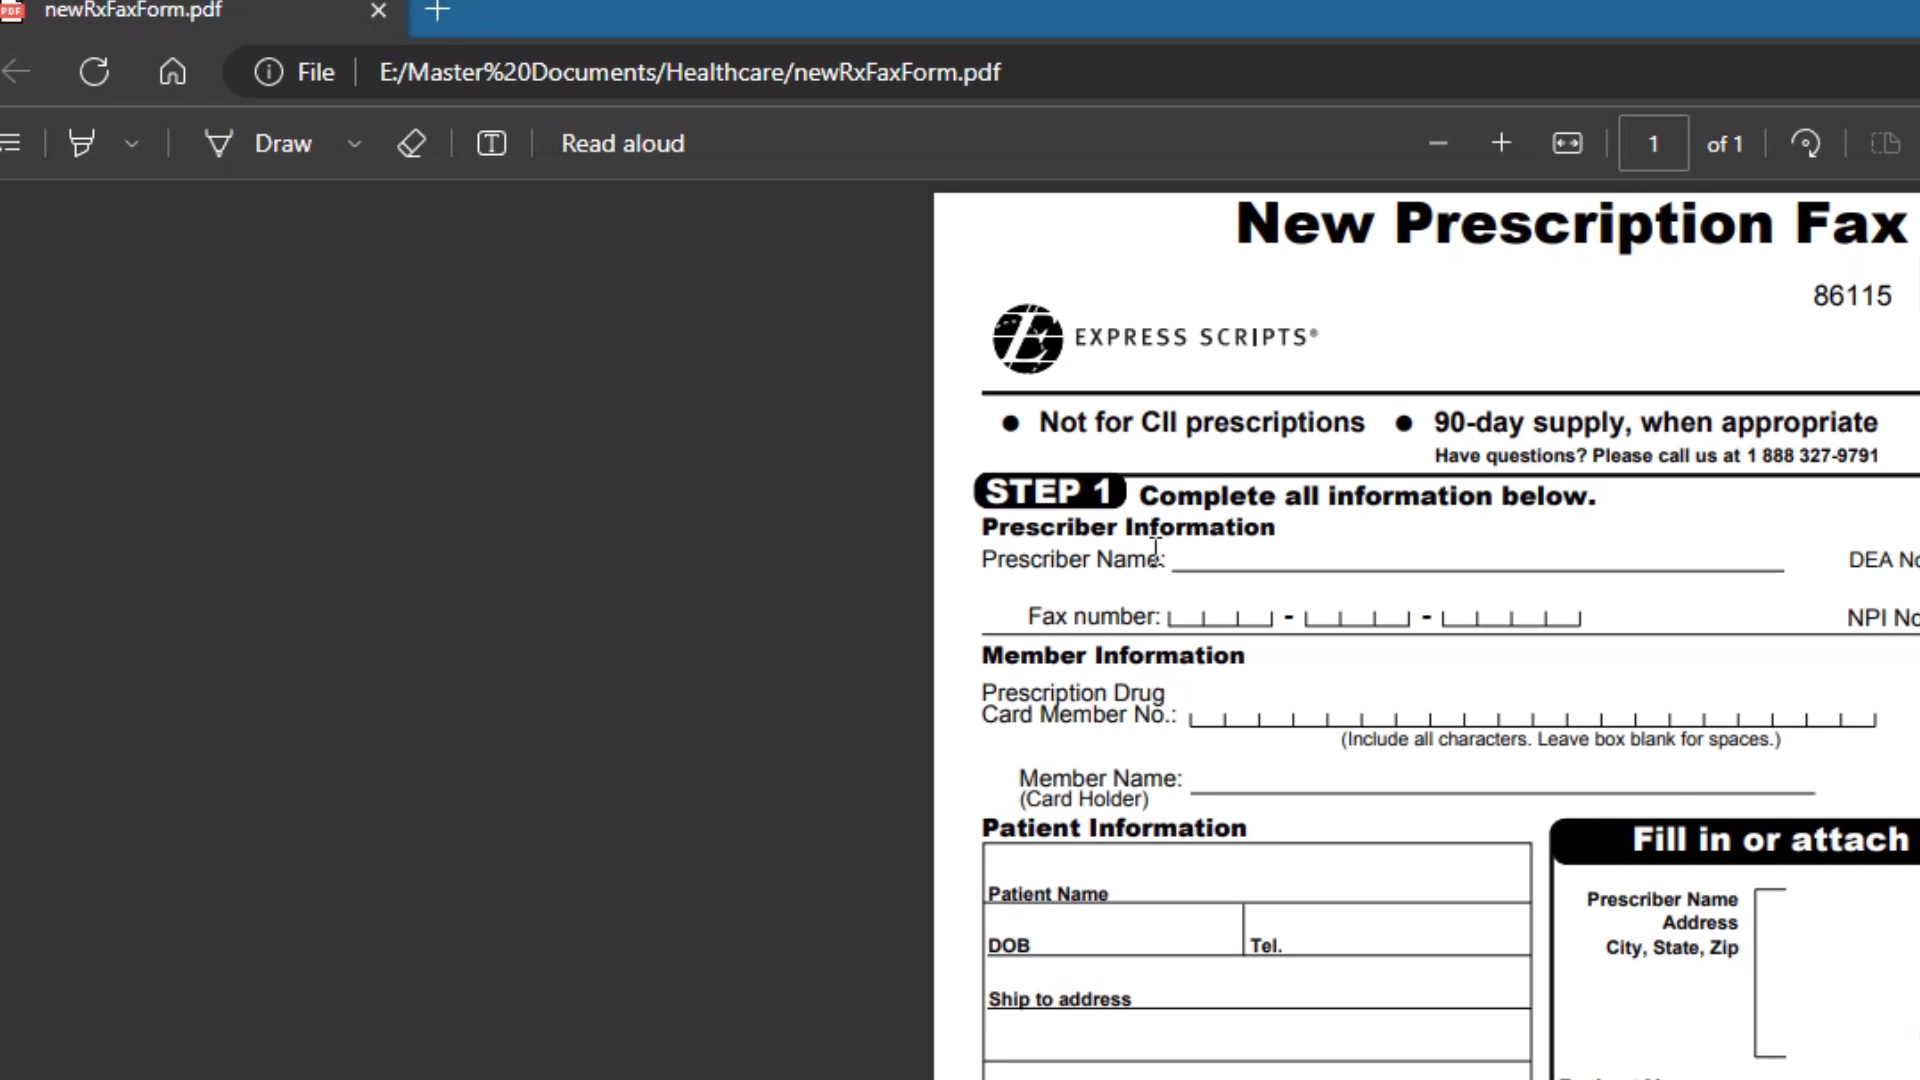 newRxFaxForm.pdf
File E:/Master%20Documents/Healthcare/newRxFaxForm.pdf
Draw Read aloud 1 of 1
New Prescription Fax
86115
EXPRESS SCRIPTS®
• Not for CII prescriptions • 90-day supply, when appropriate
Have questions? Please call us at 1 888 327-9791
STEP 1 Complete all information below.
Prescriber Information
Prescriber Name: DEA No
Fax number: - - NPI No
Member Information
Prescription Drug
Card Member No.:
(Include all characters. Leave box blank for spaces.)
Member Name:
(Card Holder)
Patient Information
Fill in or attach
Patient Name
Prescriber Name
Address
City, State, Zip
DOB Tel.
Ship to address